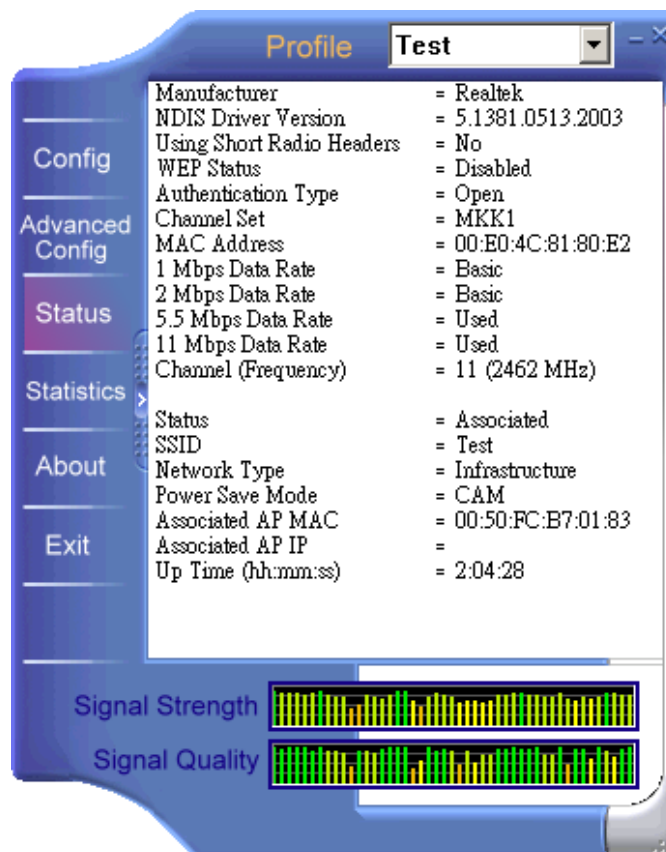 Profile Test
Manufacturer = Realtek
NDIS Driver Version = 5.1381.0513.2003
Using Short Radio Headers = No
WEP Status = Disabled
Authentication Type = Open
Channel Set = MKK1
MAC Address = 00:E0:4C:81:80:E2
1 Mbps Data Rate = Basic
2 Mbps Data Rate = Basic
5.5 Mbps Data Rate = Used
11 Mbps Data Rate = Used
Channel (Frequency) = 11 (2462 MHz)
Status = Associated
SSID = Test
Network Type = Infrastructure
Power Save Mode = CAM
Associated AP MAC = 00:50:FC:B7:01:83
Associated AP IP =
Up Time (hh:mm:ss) = 2:04:28
Config
Advanced
Config
Status
Statistics
About
Exit
Signal Strength
Signal Quality